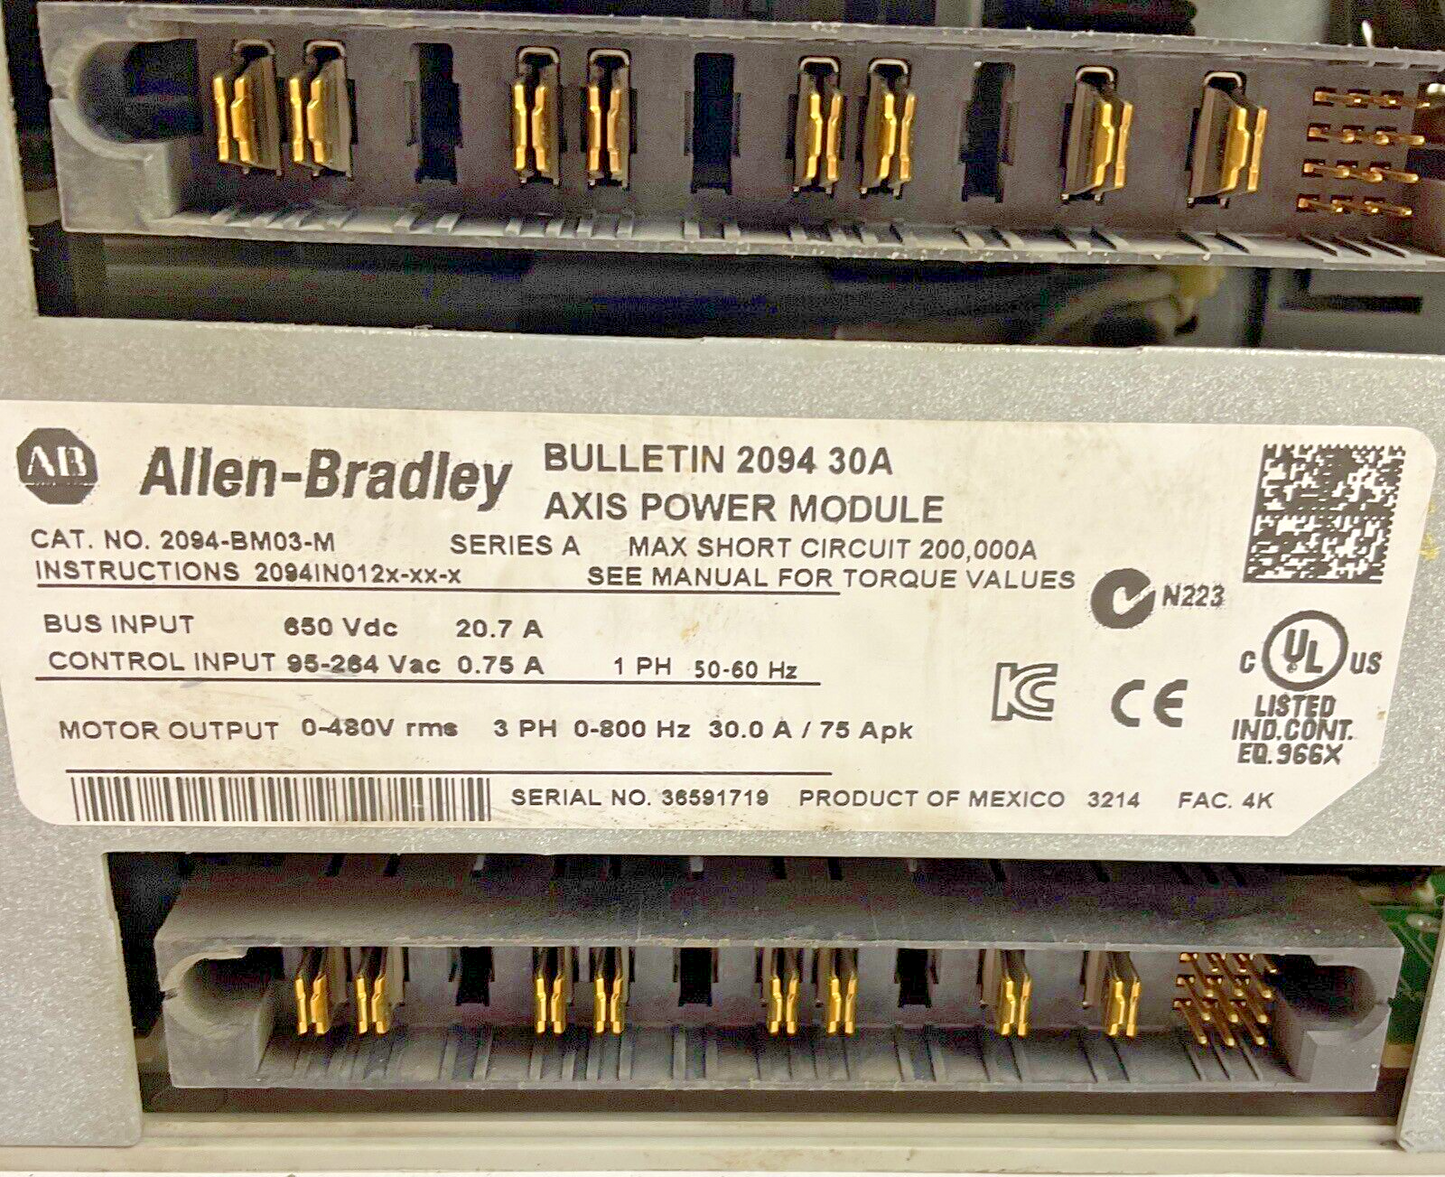 AB Allen-Bradley
BULLETIN 2094 30A
AXIS POWER MODULE
CAT. NO. 2094-BM03-M SERIES A MAX SHORT CIRCUIT 200,000A
INSTRUCTIONS 2094IN012x-xx-x SEE MANUAL FOR TORQUE VALUES
N223
BUS INPUT 650 Vdc 20.7 A
CONTROL INPUT 95-264 Vac 0.75 A 1 PH 50-60 Hz
MOTOR OUTPUT 0-480V rms 3 PH 0-800 Hz 30.0 A / 75 Apk
KC CE
C UL US
LISTED
IND.CONT.
EQ.966X
SERIAL NO. 36591719 PRODUCT OF MEXICO 3214 FAC. 4K